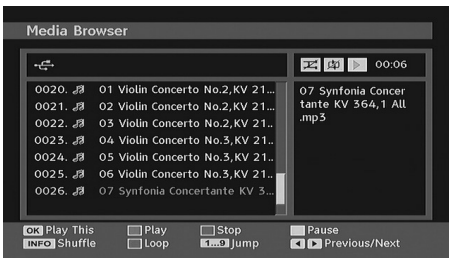 Media Browser
00:06
0020. 01 Violin Concerto No.2,KV 21...
0021. 02 Violin Concerto No.2,KV 21..
0022. 03 Violin Concerto No.2,KV 21..
0023. 04 Violin Concerto No.3,KV 21..
0024. 05 Violin Concerto No.3,KV 21..
0025. 06 Violin Concerto No.3,KV 21..
0026. 07 Synfonia Concertante KV 3...
07 Synfonia Concer
tante KV 364,1 All
.mp3
OK Play This Play Stop Pause
INFO Shuffle Loop 1...9 Jump Previous/Next